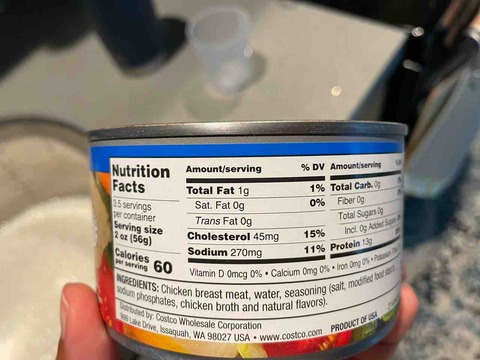 Nutrition
Facts
3.5 servings
per container
Serving size
2 oz (56g)
Calories
per serving 60
Amount/serving % DV
Total Fat 1g 1%
Sat. Fat 0g 0%
Trans Fat 0g
Cholesterol 45mg 15%
Sodium 270mg 11%
Amount/serving
Total Carb. 0g
Fiber 0g
Total Sugars 0g
Incl. 0g Added Sugar
Protein 13g
Vitamin D 0mcg 0% • Calcium 0mg 0% • Iron 0mg 0% •
INGREDIENTS: Chicken breast meat, water, seasoning (salt, modified food starch,
sodium phosphates, chicken broth and natural flavors).
Distributed by: Costco Wholesale Corporation
999 Lake Drive, Issaquah, WA 98027 USA • www.costco.com PRODUCT OF USA